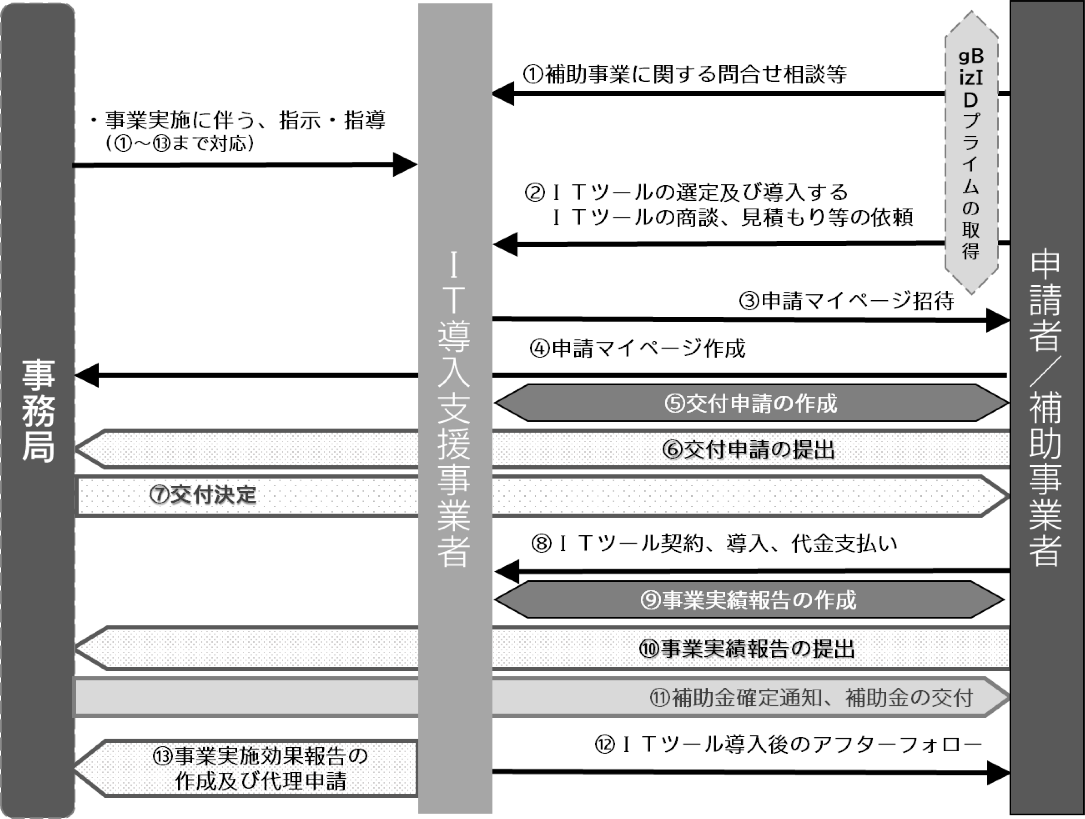 ①補助事業に関する問合せ相談等
gB
izI
Dプライムの取得
・事業実施に伴う、指示・指導
(①～⑬まで対応)
②ＩＴツールの選定及び導入する
ＩＴツールの商談、見積もり等の依頼
③申請マイページ招待
④申請マイページ作成
⑤交付申請の作成
⑥交付申請の提出
⑦交付決定
⑧ＩＴツール契約、導入、代金支払い
⑨事業実績報告の作成
⑩事業実績報告の提出
⑪補助金確定通知、補助金の交付
⑫ＩＴツール導入後のアフターフォロー
⑬事業実施効果報告の
作成及び代理申請
事務局
ＩＴ導入支援事業者
申請者／補助事業者